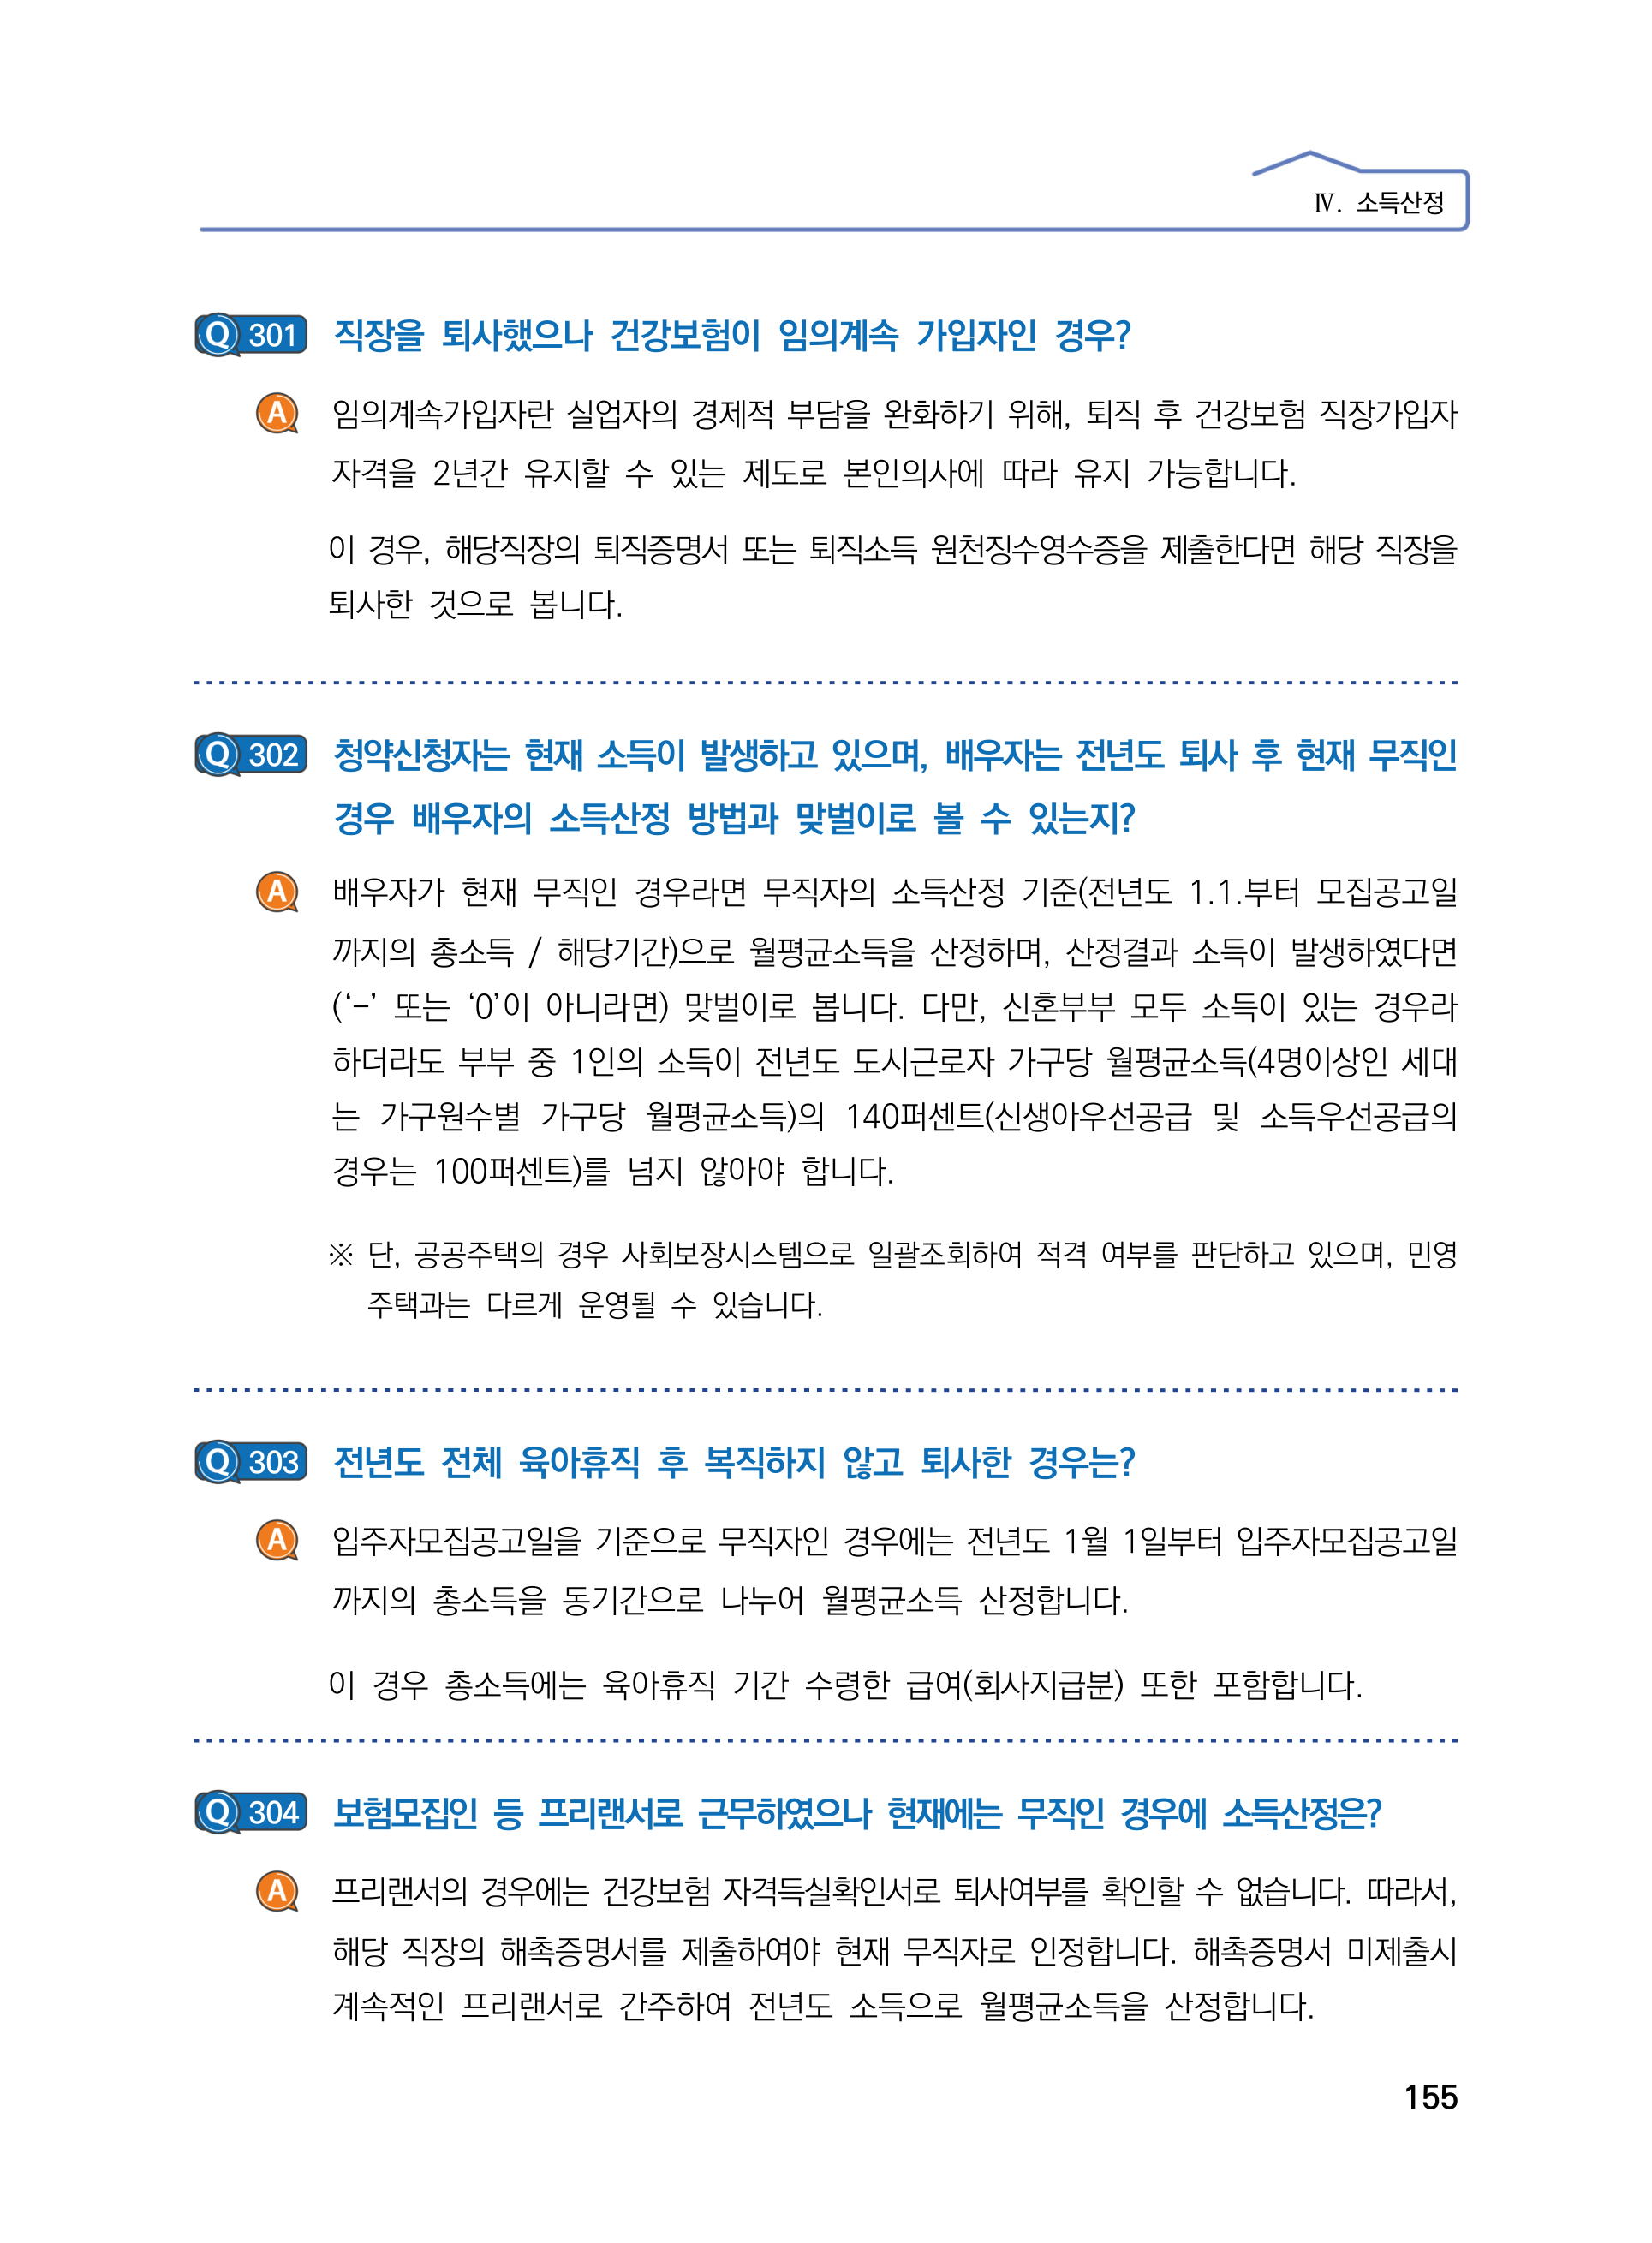 Ⅳ. 소득산정
Q 301 직장을 퇴사했으나 건강보험이 임의계속 가입자인 경우?
A 임의계속가입자란 실업자의 경제적 부담을 완화하기 위해, 퇴직 후 건강보험 직장가입자
자격을 2년간 유지할 수 있는 제도로 본인의사에 따라 유지 가능합니다.
이 경우, 해당직장의 퇴직증명서 또는 퇴직소득 원천징수영수증을 제출한다면 해당 직장을
퇴사한 것으로 봅니다.
Q 302 청약신청자는 현재 소득이 발생하고 있으며, 배우자는 전년도 퇴사 후 현재 무직인
경우 배우자의 소득산정 방법과 맞벌이로 볼 수 있는지?
A 배우자가 현재 무직인 경우라면 무직자의 소득산정 기준(전년도 1.1.부터 모집공고일
까지의 총소득 / 해당기간)으로 월평균소득을 산정하며, 산정결과 소득이 발생하였다면
(‘-’ 또는 ‘0’이 아니라면) 맞벌이로 봅니다. 다만, 신혼부부 모두 소득이 있는 경우라
하더라도 부부 중 1인의 소득이 전년도 도시근로자 가구당 월평균소득(4명이상인 세대
는 가구원수별 가구당 월평균소득)의 140퍼센트(신생아우선공급 및 소득우선공급의
경우는 100퍼센트)를 넘지 않아야 합니다.
※ 단, 공공주택의 경우 사회보장시스템으로 일괄조회하여 적격 여부를 판단하고 있으며, 민영
주택과는 다르게 운영될 수 있습니다.
Q 303 전년도 전체 육아휴직 후 복직하지 않고 퇴사한 경우는?
A 입주자모집공고일을 기준으로 무직자인 경우에는 전년도 1월 1일부터 입주자모집공고일
까지의 총소득을 동기간으로 나누어 월평균소득 산정합니다.
이 경우 총소득에는 육아휴직 기간 수령한 급여(회사지급분) 또한 포함합니다.
Q 304 보험모집인 등 프리랜서로 근무하였으나 현재에는 무직인 경우에 소득산정은?
A 프리랜서의 경우에는 건강보험 자격득실확인서로 퇴사여부를 확인할 수 없습니다. 따라서,
해당 직장의 해촉증명서를 제출하여야 현재 무직자로 인정합니다. 해촉증명서 미제출시
계속적인 프리랜서로 간주하여 전년도 소득으로 월평균소득을 산정합니다.
155